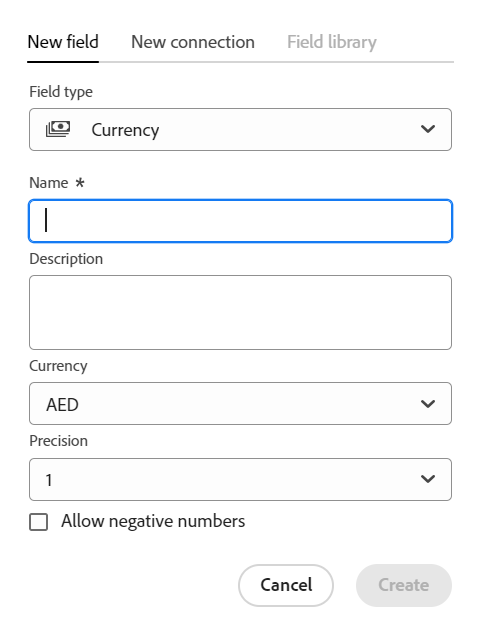 New field New connection Field library
Field type
Currency
Name *
Description
Currency
AED
Precision
1
Allow negative numbers
Cancel Create